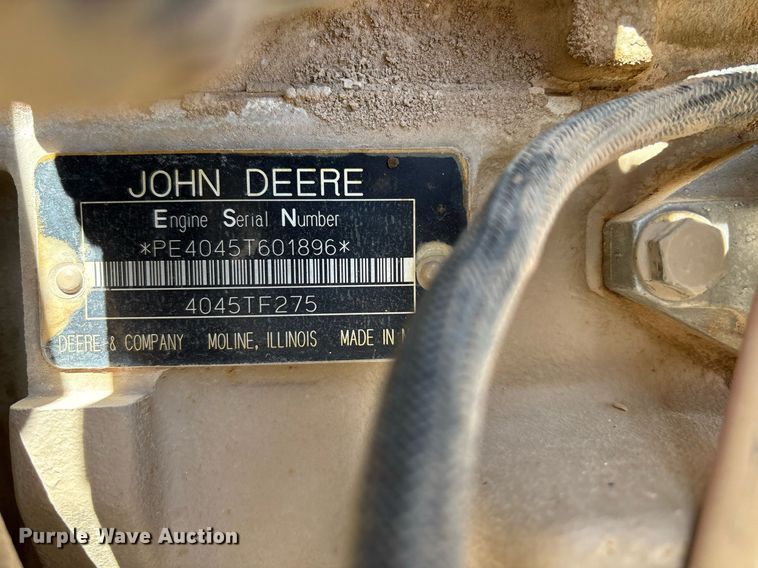 JOHN DEERE
Engine Serial Number
*PE4045T601896*
4045TF275
DEERE & COMPANY MOLINE, ILLINOIS MADE IN
Purple Wave Auction